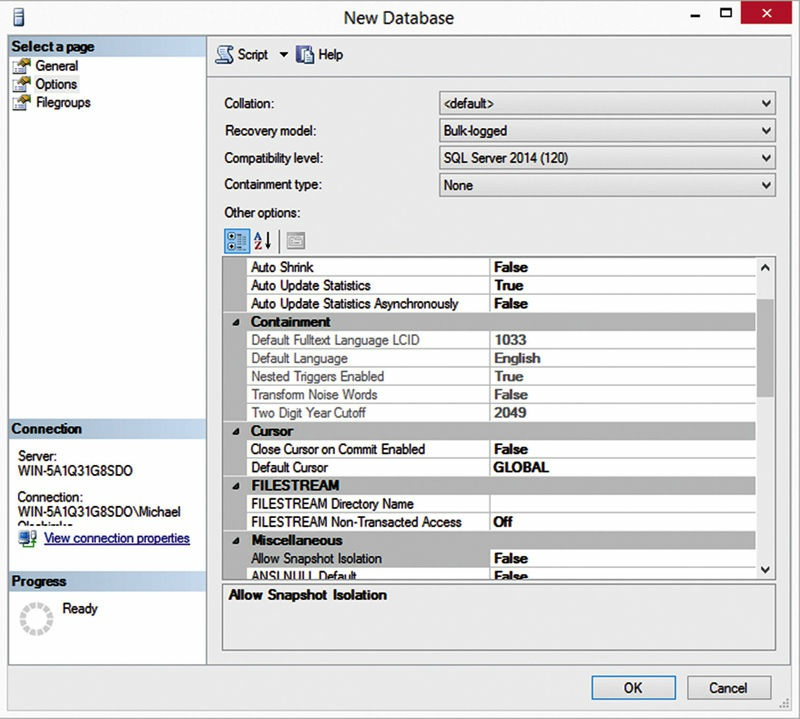 New Database
Select a page
General
Options
Filegroups
Script
Help
Collation: <default>
Recovery model: Bulk-logged
Compatibility level: SQL Server 2014 (120)
Containment type: None
Other options:
Auto Shrink False
Auto Update Statistics True
Auto Update Statistics Asynchronously False
Containment
Default Fulltext Language LCID 1033
Default Language English
Nested Triggers Enabled True
Transform Noise Words False
Two Digit Year Cutoff 2049
Cursor
Close Cursor on Commit Enabled False
Default Cursor GLOBAL
FILESTREAM
FILESTREAM Directory Name
FILESTREAM Non-Transacted Access Off
Miscellaneous
Allow Snapshot Isolation False
ANSI NULL Default False
Allow Snapshot Isolation
Connection
Server:
WIN-5A1Q31G8SDO
Connection:
WIN-5A1Q31G8SDO\Michael
View connection properties
Progress
Ready
OK
Cancel